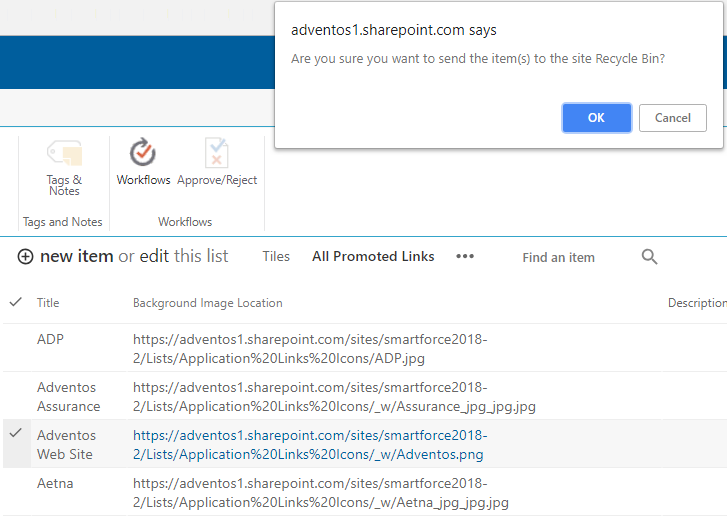 adventos1.sharepoint.com says
Are you sure you want to send the item(s) to the site Recycle Bin?
OK
Cancel
Tags &
Notes
Workflows
Approve/Reject
Tags and Notes
Workflows
new item or edit this list
Tiles
All Promoted Links
•••
Find an item
Title
Background Image Location
Description
ADP
https://adventos1.sharepoint.com/sites/smartforce2018-
2/Lists/Application%20Links%20Icons/ADP.jpg
Adventos
Assurance
https://adventos1.sharepoint.com/sites/smartforce2018-
2/Lists/Application%20Links%20Icons/_w/Assurance_jpg_jpg.jpg
Adventos
Web Site
https://adventos1.sharepoint.com/sites/smartforce2018-
2/Lists/Application%20Links%20Icons/_w/Adventos.png
Aetna
https://adventos1.sharepoint.com/sites/smartforce2018-
2/Lists/Application%20Links%20Icons/_w/Aetna_jpg_jpg.jpg